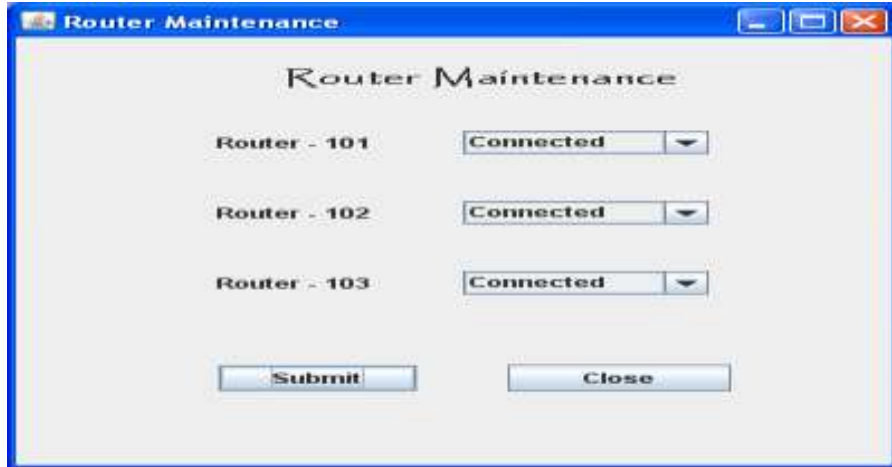 Router Maintenance
Router Maintenance
Router - 101 Connected
Router - 102 Connected
Router - 103 Connected
Submit Close